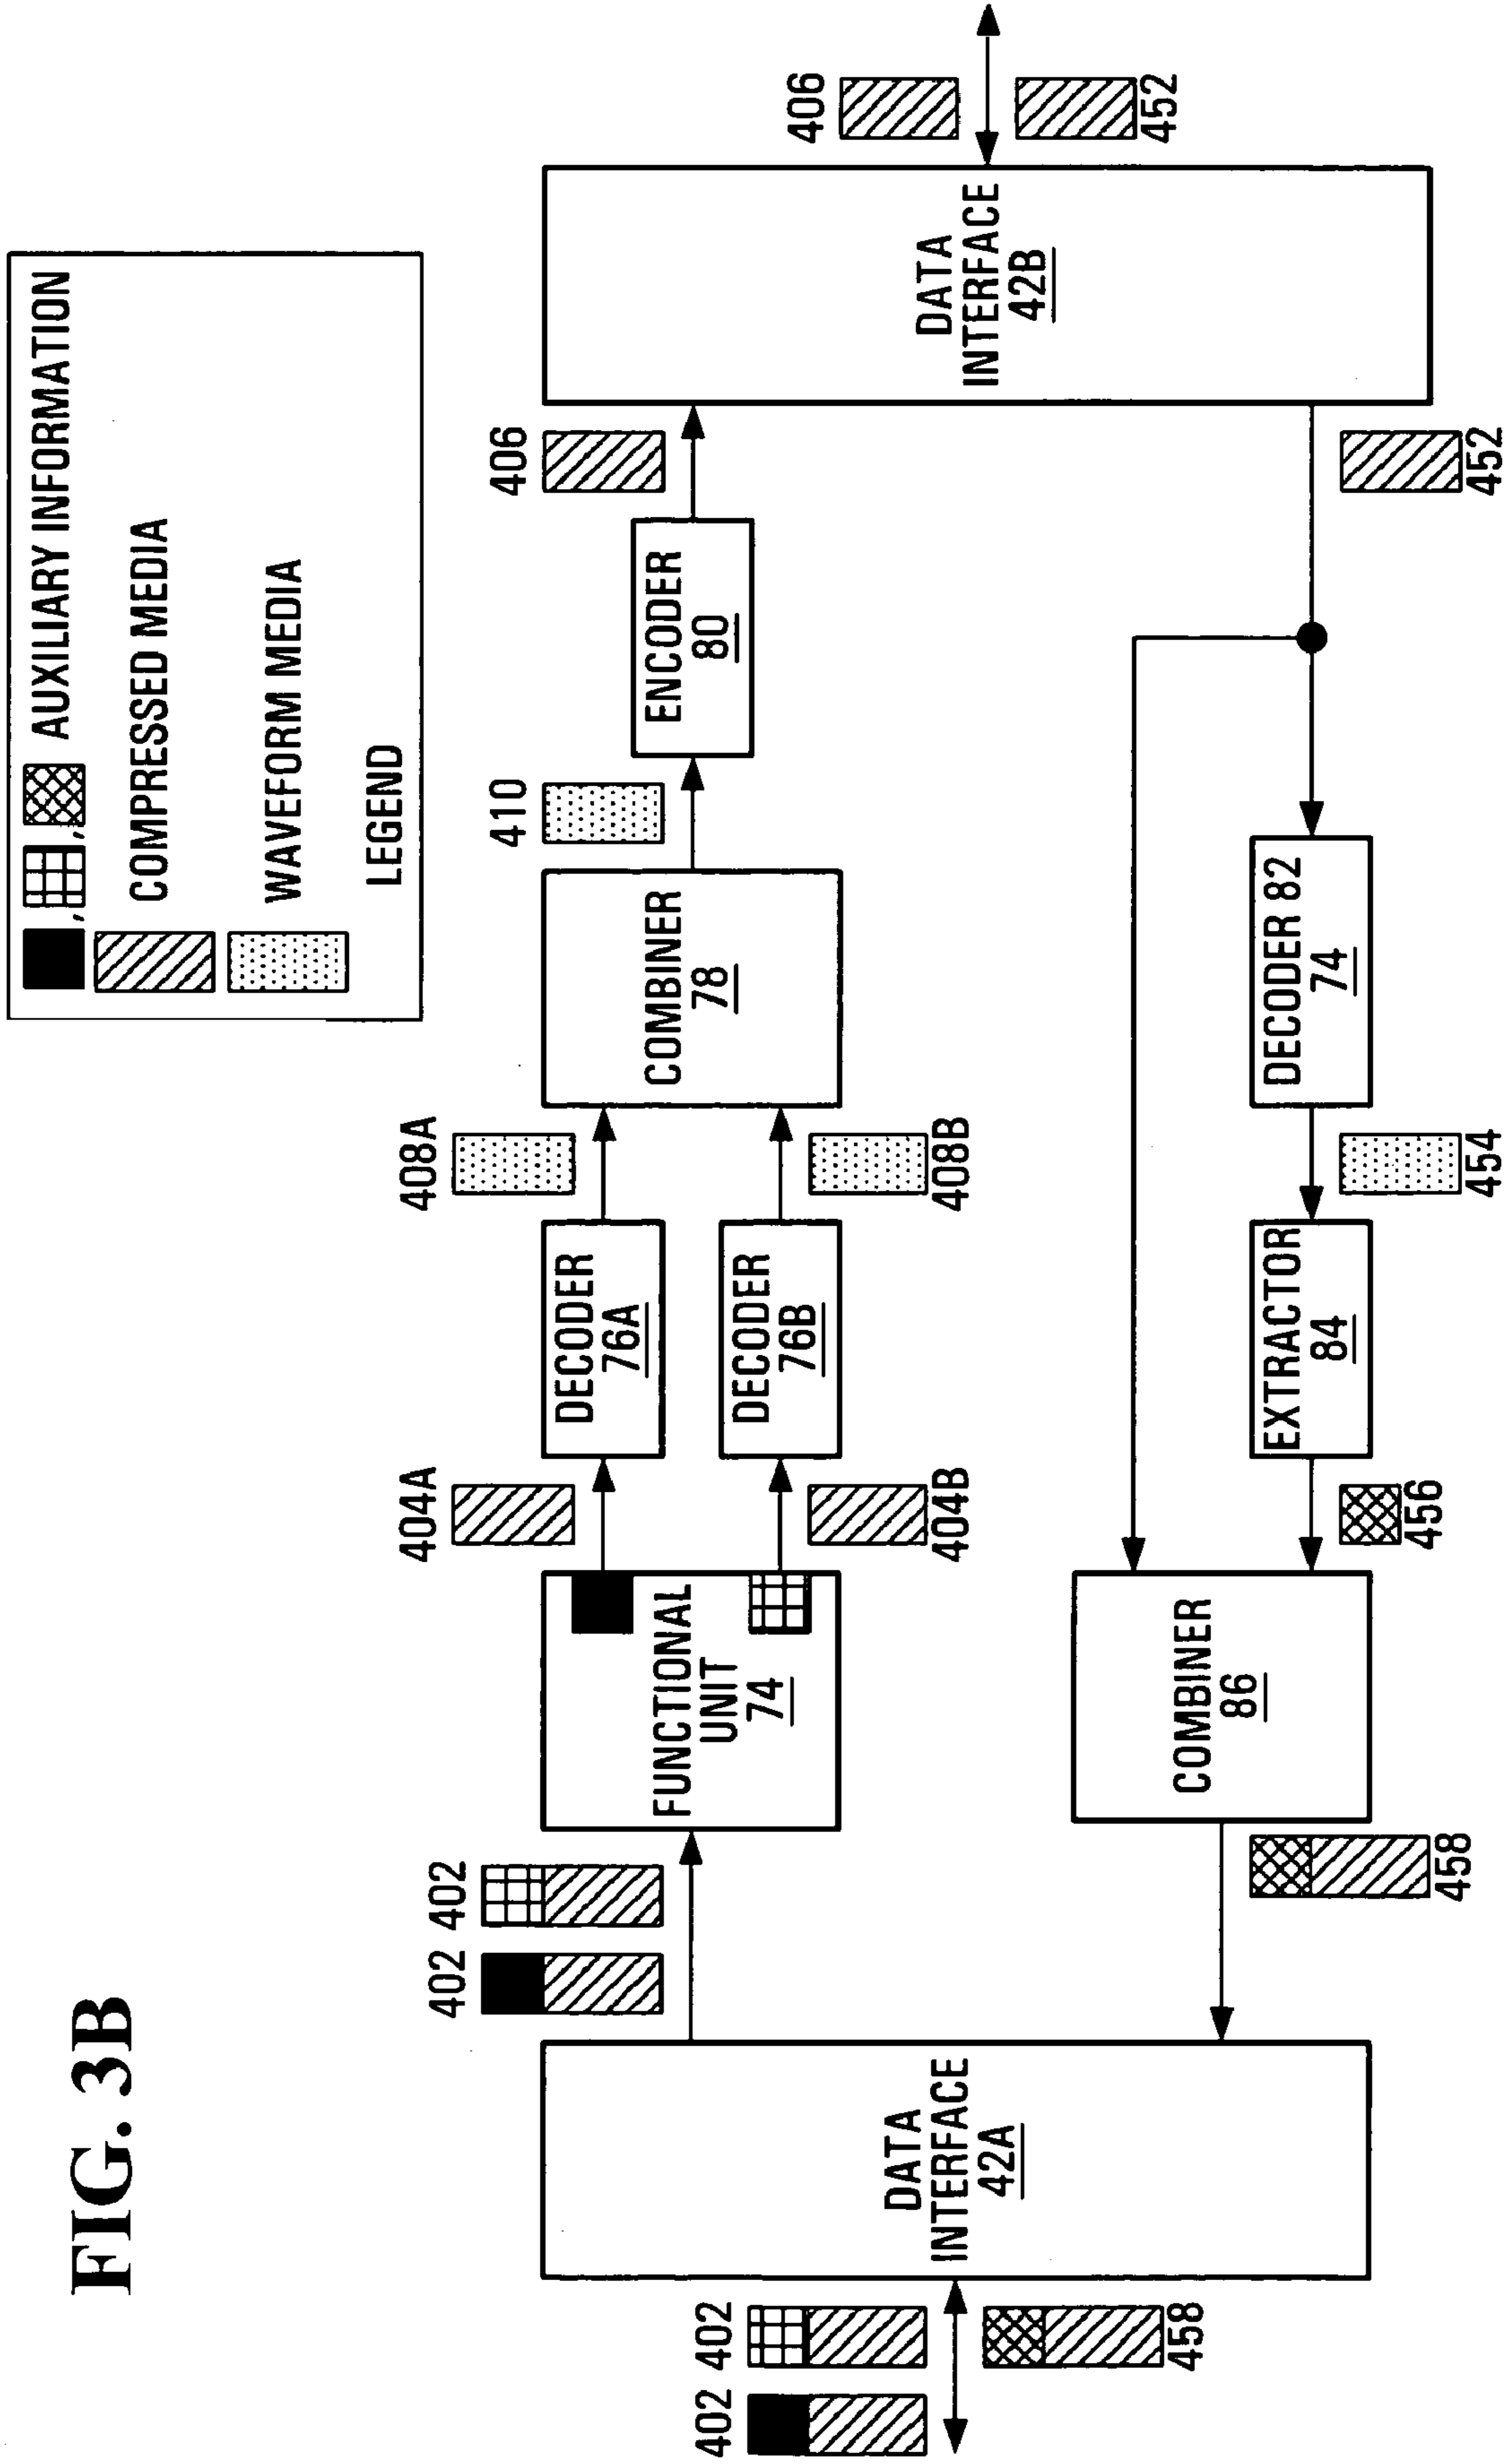 FIG. 3B
AUXILIARY INFORMATION
COMPRESSED MEDIA
WAVEFORM MEDIA
LEGEND
402
402
458
DATA
INTERFACE
42A
402
402
FUNCTIONAL
UNIT
74
404A
404B
DECODER
76A
DECODER
76B
408A
408B
COMBINER
78
410
ENCODER
80
406
DATA
INTERFACE
42B
406
452
452
DECODER 82
74
454
EXTRACTOR
84
456
COMBINER
86
458